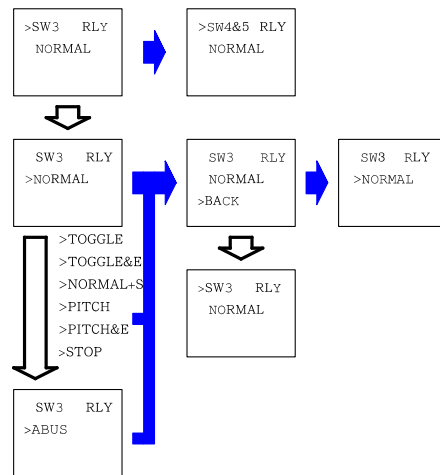 >SW3 RLY
NORMAL
>SW4&5 RLY
NORMAL
SW3 RLY
>NORMAL
SW3 RLY
NORMAL
>BACK
SW3 RLY
>NORMAL
>TOGGLE
>TOGGLE&E
>NORMAL+S
>PITCH
>PITCH&E
>STOP
>SW3 RLY
NORMAL
SW3 RLY
>ABUS